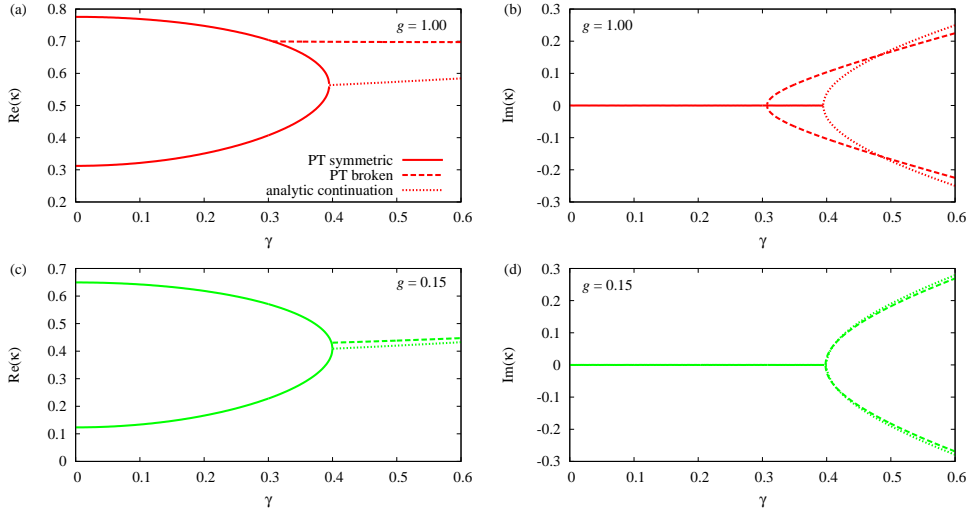 (a)
g = 1.00
Re(κ)
0.8
0.7
0.6
0.5
0.4
0.3
0.2
PT symmetric
PT broken
analytic continuation
0 0.1 0.2 0.3 0.4 0.5 0.6
γ
(b)
g = 1.00
Im(κ)
0.3
0.2
0.1
0
-0.1
-0.2
-0.3
0 0.1 0.2 0.3 0.4 0.5 0.6
γ
(c)
g = 0.15
Re(κ)
0.7
0.6
0.5
0.4
0.3
0.2
0.1
0
0 0.1 0.2 0.3 0.4 0.5 0.6
γ
(d)
g = 0.15
Im(κ)
0.3
0.2
0.1
0
-0.1
-0.2
-0.3
0 0.1 0.2 0.3 0.4 0.5 0.6
γ